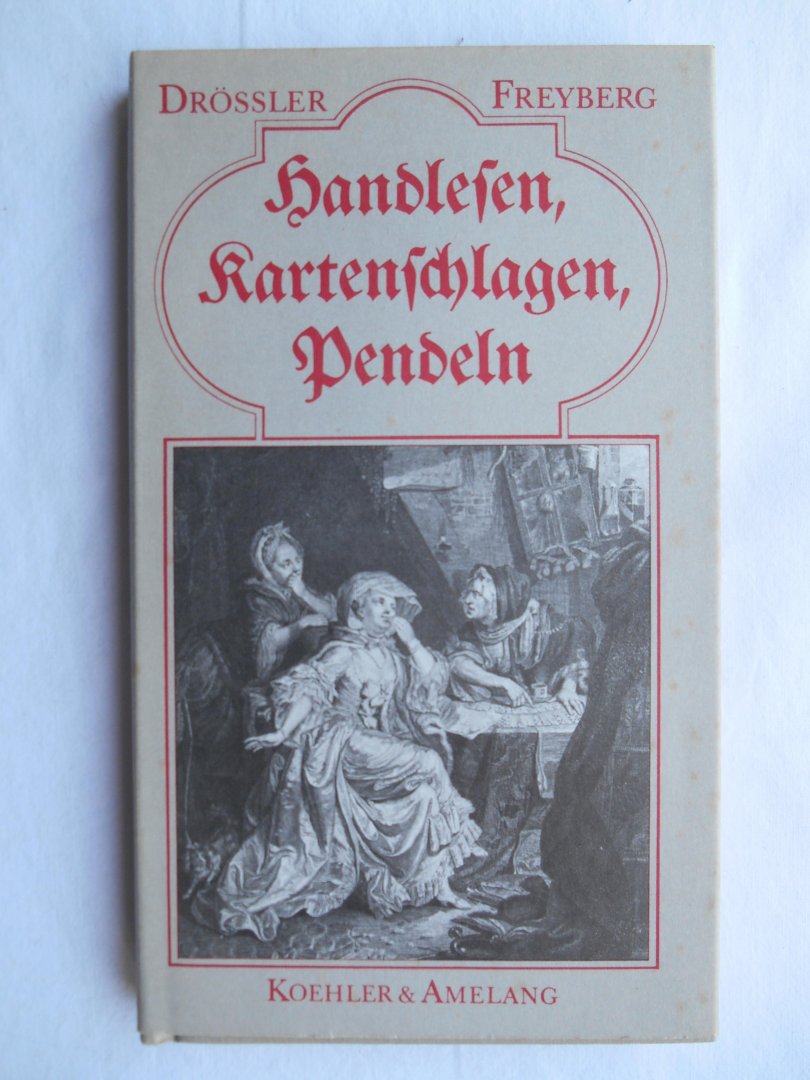 DRÖSSLER FREYBERG
Handleſen,
Kartenſchlagen,
Pendeln
KOEHLER & AMELANG